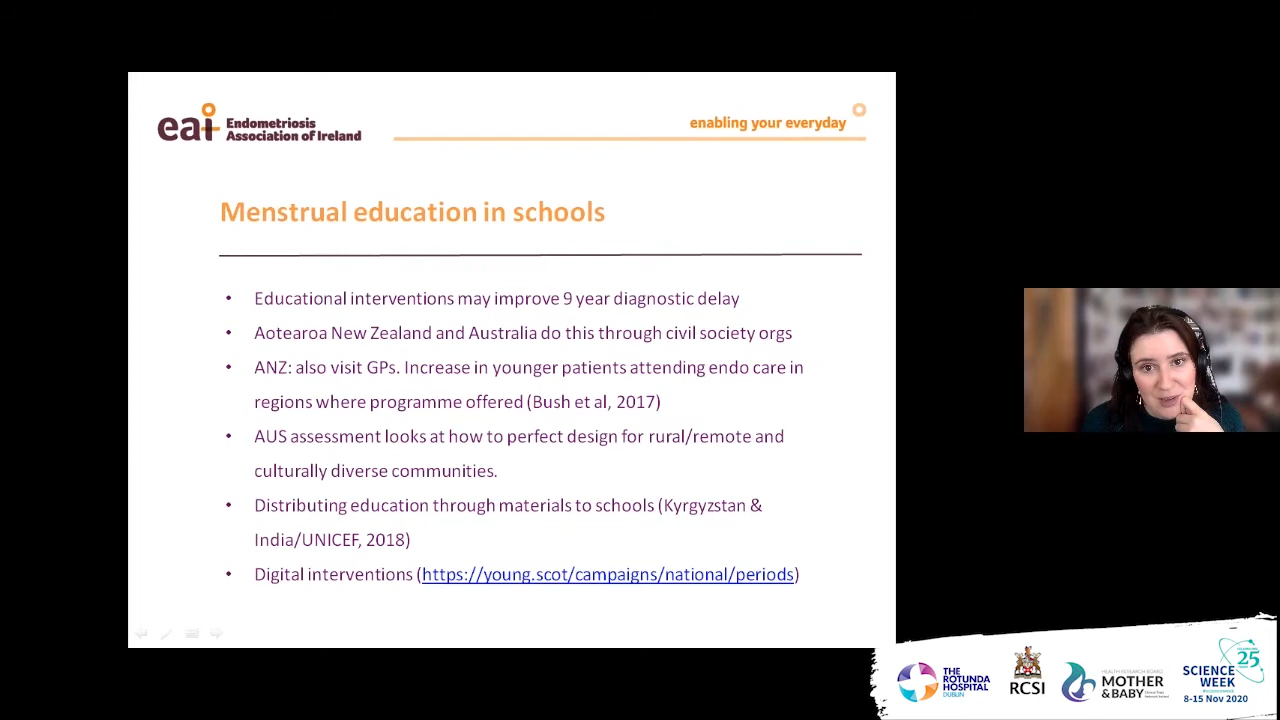 eai Endometriosis
Association of Ireland
enabling your everyday
Menstrual education in schools
• Educational interventions may improve 9 year diagnostic delay
• Aotearoa New Zealand and Australia do this through civil society orgs
• ANZ: also visit GPs. Increase in younger patients attending endo care in
regions where programme offered (Bush et al, 2017)
• AUS assessment looks at how to perfect design for rural/remote and
culturally diverse communities.
• Distributing education through materials to schools (Kyrgyzstan &
India/UNICEF, 2018)
• Digital interventions (https://young.scot/campaigns/national/periods)
THE
ROTUNDA
HOSPITAL
DUBLIN
RCSI
HEALTH RESEARCH BOARD
MOTHER
& BABY
Clinical Trials
Network Ireland
25
SCIENCE
WEEK
8-15 Nov 2020